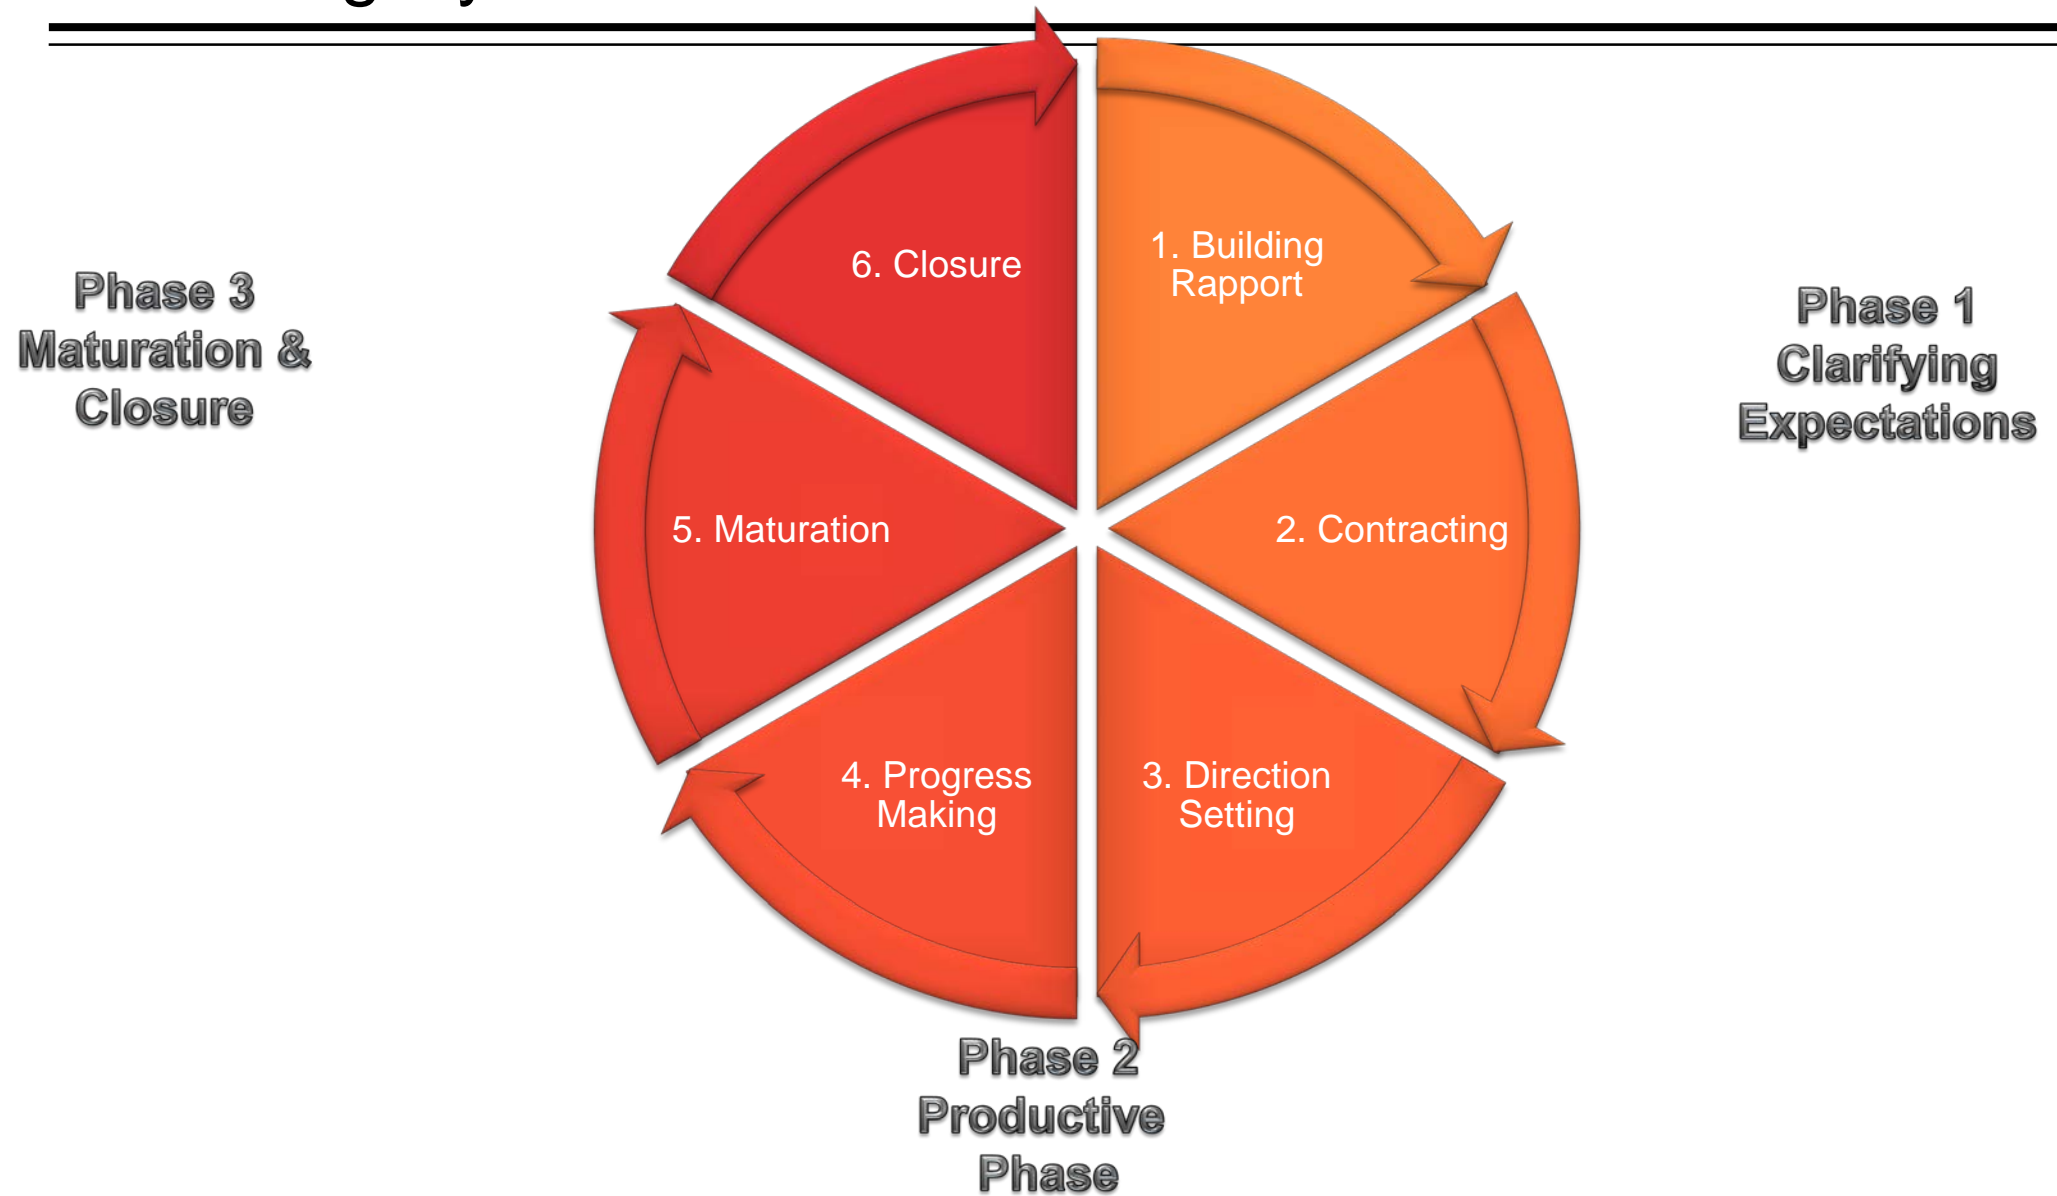 1. Building
Rapport
2. Contracting
3. Direction
Setting
4. Progress
Making
5. Maturation
6. Closure
Phase 1
Clarifying
Expectations
Phase 2
Productive
Phase
Phase 3
Maturation &
Closure